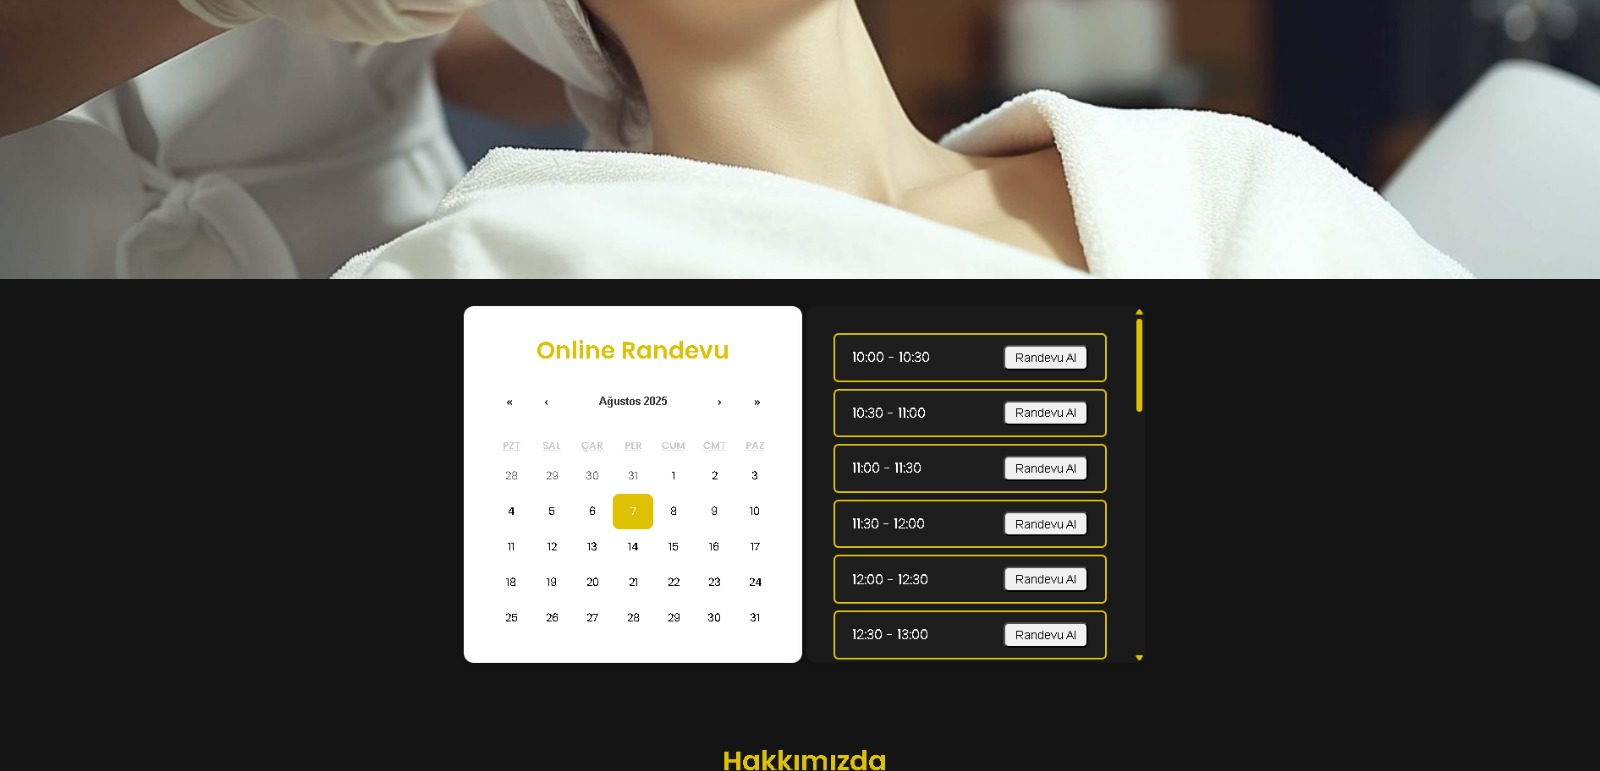 Online Randevu
« ‹ Ağustos 2025 › »
PZT SAL ÇAR PER CUM CMT PAZ
28 29 30 31 1 2 3
4 5 6 7 8 9 10
11 12 13 14 15 16 17
18 19 20 21 22 23 24
25 26 27 28 29 30 31
10:00 - 10:30 Randevu Al
10:30 - 11:00 Randevu Al
11:00 - 11:30 Randevu Al
11:30 - 12:00 Randevu Al
12:00 - 12:30 Randevu Al
12:30 - 13:00 Randevu Al
Hakkımızda